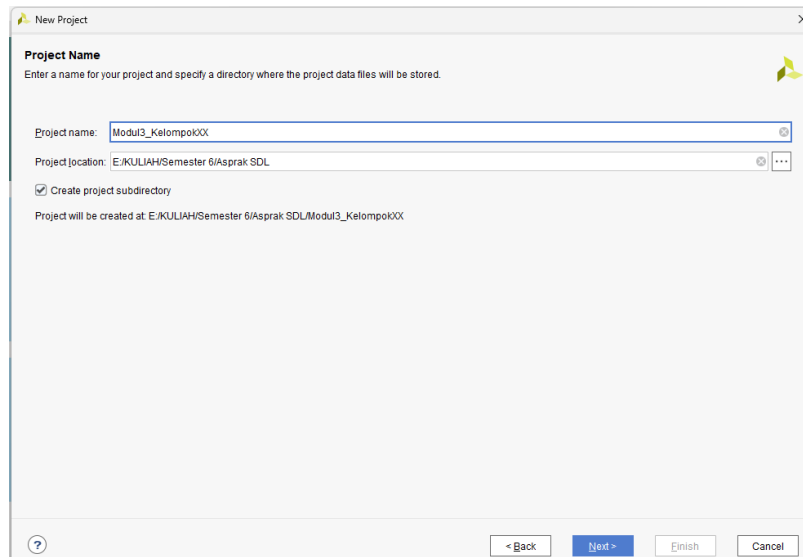 New Project
Project Name
Enter a name for your project and specify a directory where the project data files will be stored.
Project name: Modul3_KelompokXX
Project location: E:/KULIAH/Semester 6/Asprak SDL
Create project subdirectory
Project will be created at: E:/KULIAH/Semester 6/Asprak SDL/Modul3_KelompokXX
? < Back Next > Finish Cancel